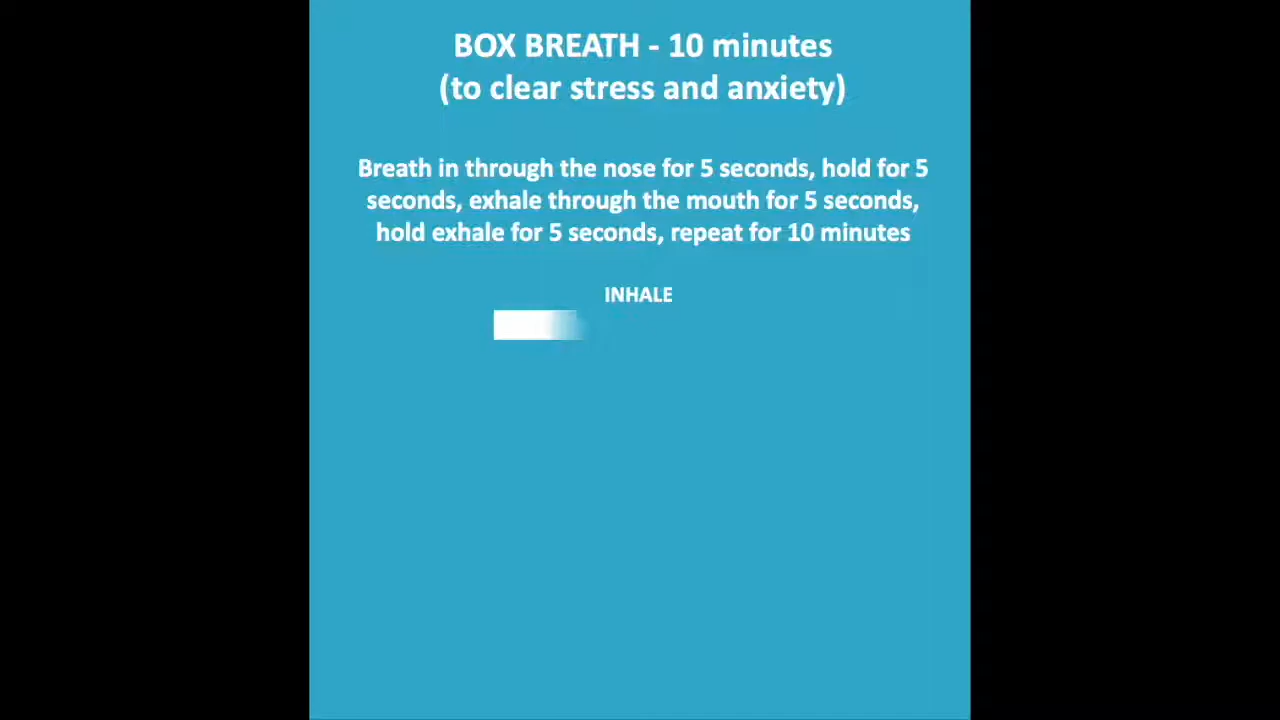 BOX BREATH - 10 minutes
(to clear stress and anxiety)
Breath in through the nose for 5 seconds, hold for 5
seconds, exhale through the mouth for 5 seconds,
hold exhale for 5 seconds, repeat for 10 minutes
INHALE